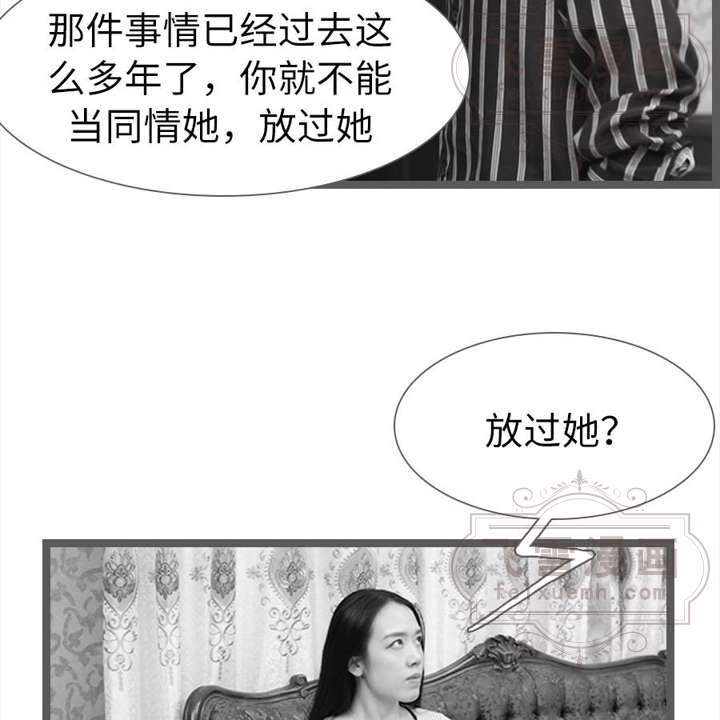 那件事情已经过去这
么多年了，你就不能
当同情她，放过她
放过她？
飞雪漫画
feixuemh.com